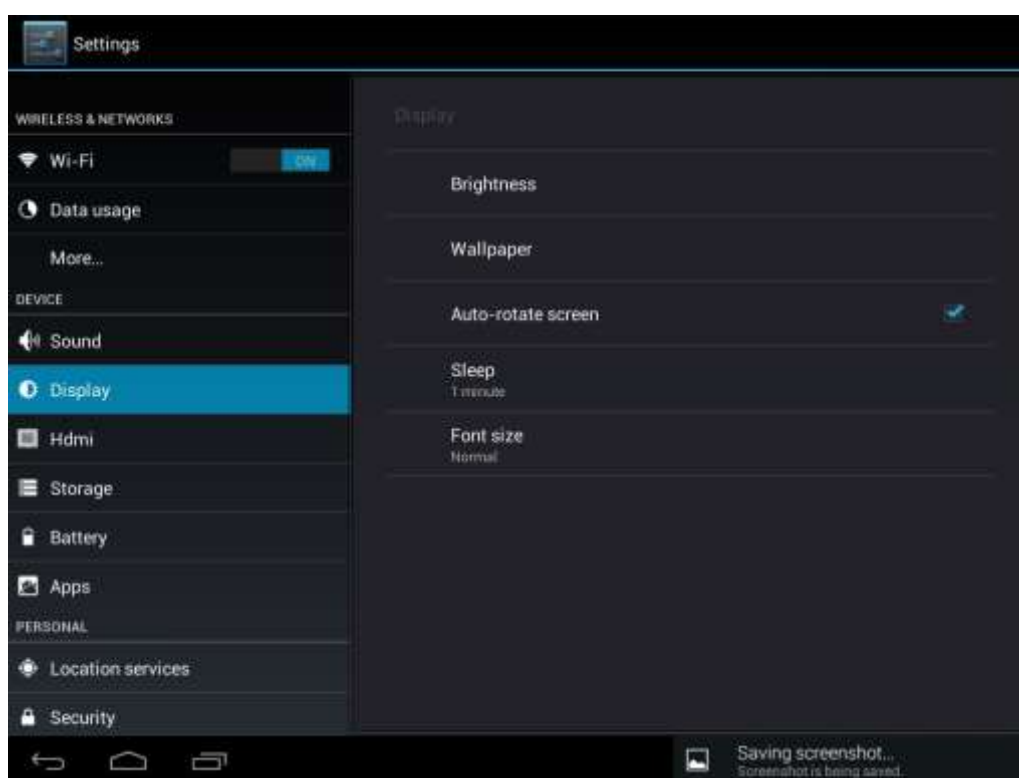 Settings
WIRELESS & NETWORKS
Wi-Fi ON
Data usage
More...
DEVICE
Sound
Display
Hdmi
Storage
Battery
Apps
PERSONAL
Location services
Security
Display
Brightness
Wallpaper
Auto-rotate screen
Sleep
1 minute
Font size
Normal
Saving screenshot...
Screenshot is being saved.